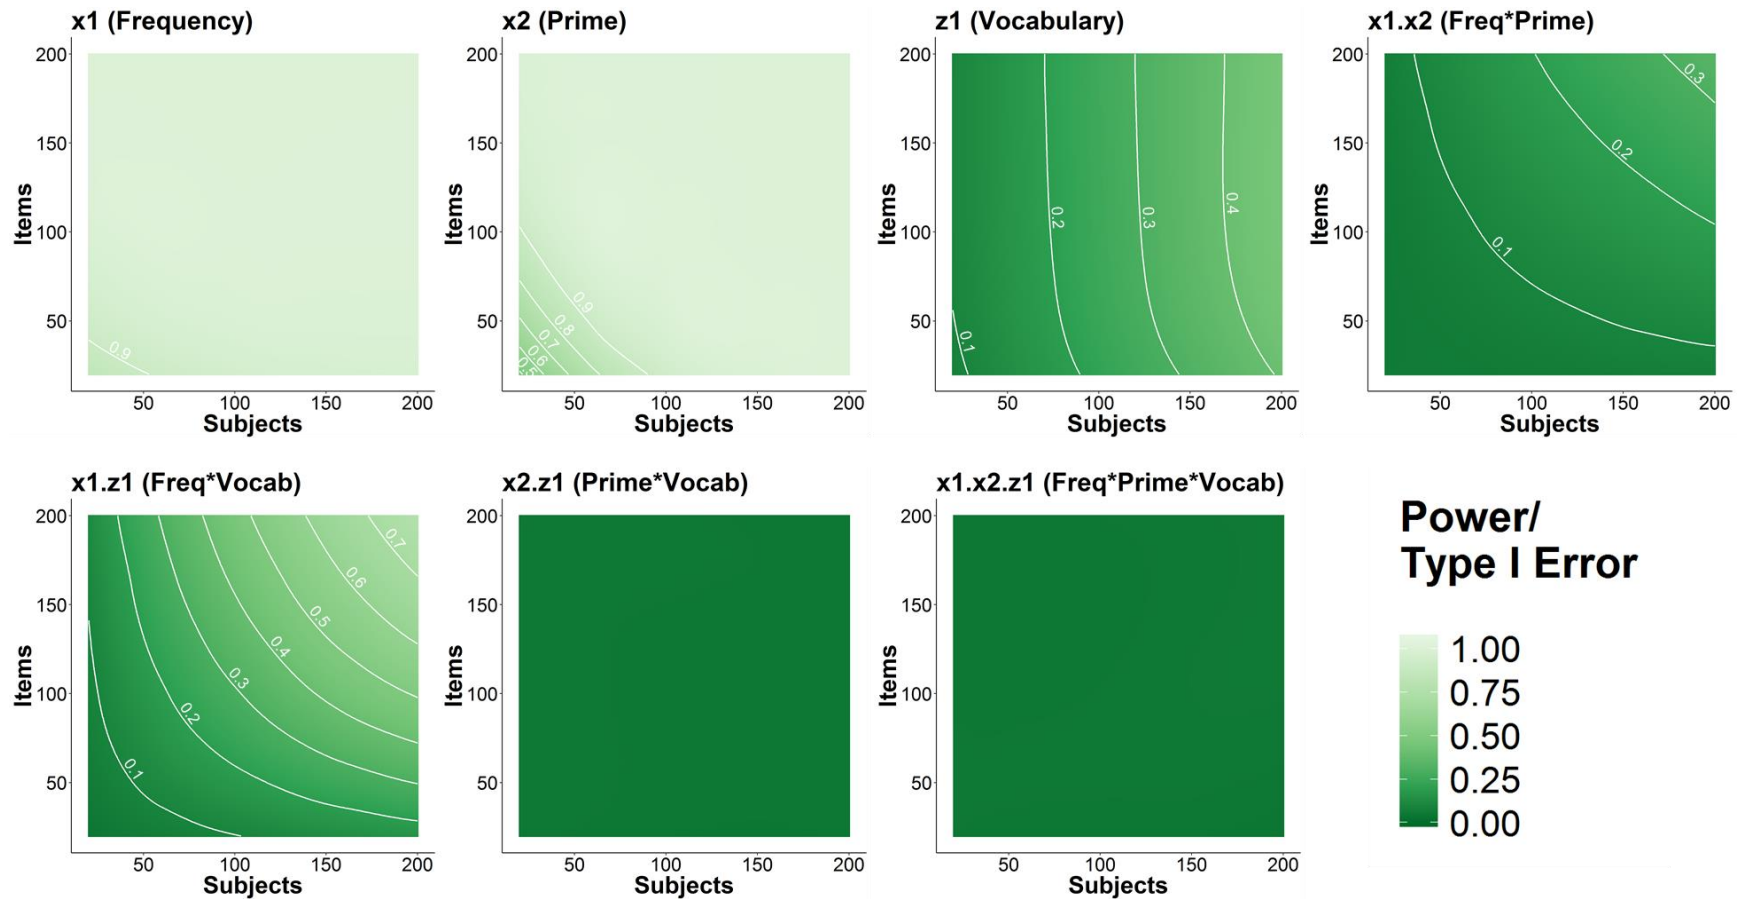 x1 (Frequency)
200
150
100
50
Items
0.9
50 100 150 200
Subjects
x2 (Prime)
200
150
100
50
Items
0.9
0.8
0.7
0.6
0.5
50 100 150 200
Subjects
z1 (Vocabulary)
200
150
100
50
Items
0.1
0.2
0.3
0.4
50 100 150 200
Subjects
x1.x2 (Freq*Prime)
200
150
100
50
Items
0.3
0.2
0.1
50 100 150 200
Subjects
x1.z1 (Freq*Vocab)
200
150
100
50
Items
0.7
0.6
0.5
0.4
0.3
0.2
0.1
50 100 150 200
Subjects
x2.z1 (Prime*Vocab)
200
150
100
50
Items
50 100 150 200
Subjects
x1.x2.z1 (Freq*Prime*Vocab)
200
150
100
50
Items
50 100 150 200
Subjects
Power/
Type I Error
1.00
0.75
0.50
0.25
0.00